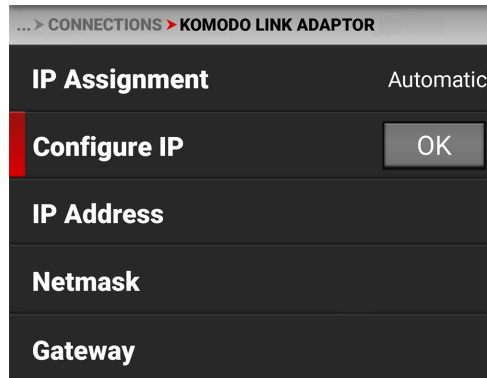 ... > CONNECTIONS > KOMODO LINK ADAPTOR
IP Assignment Automatic
Configure IP OK
IP Address
Netmask
Gateway